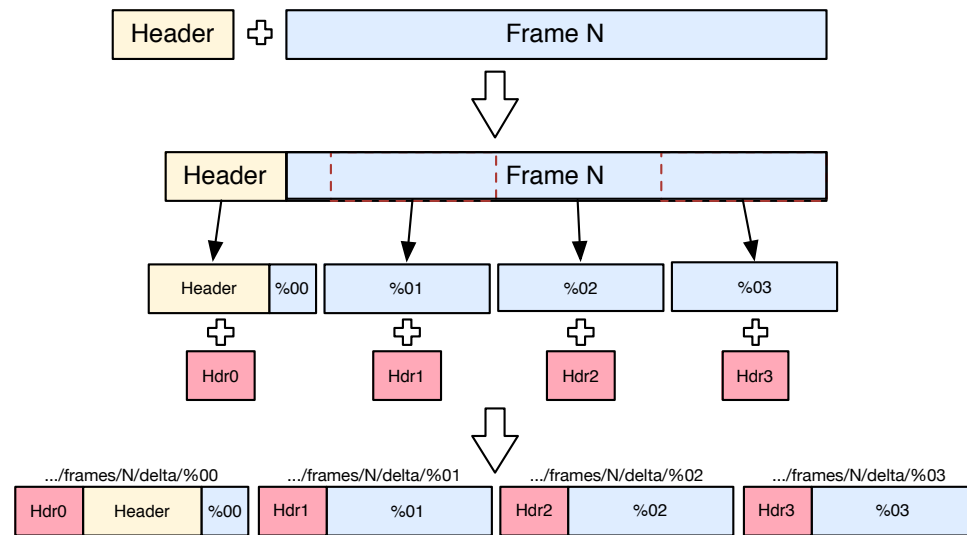 Header Frame N
Header Frame N
Header %00 %01 %02 %03
Hdr0 Hdr1 Hdr2 Hdr3
.../frames/N/delta/%00 .../frames/N/delta/%01 .../frames/N/delta/%02 .../frames/N/delta/%03
Hdr0 Header %00 Hdr1 %01 Hdr2 %02 Hdr3 %03